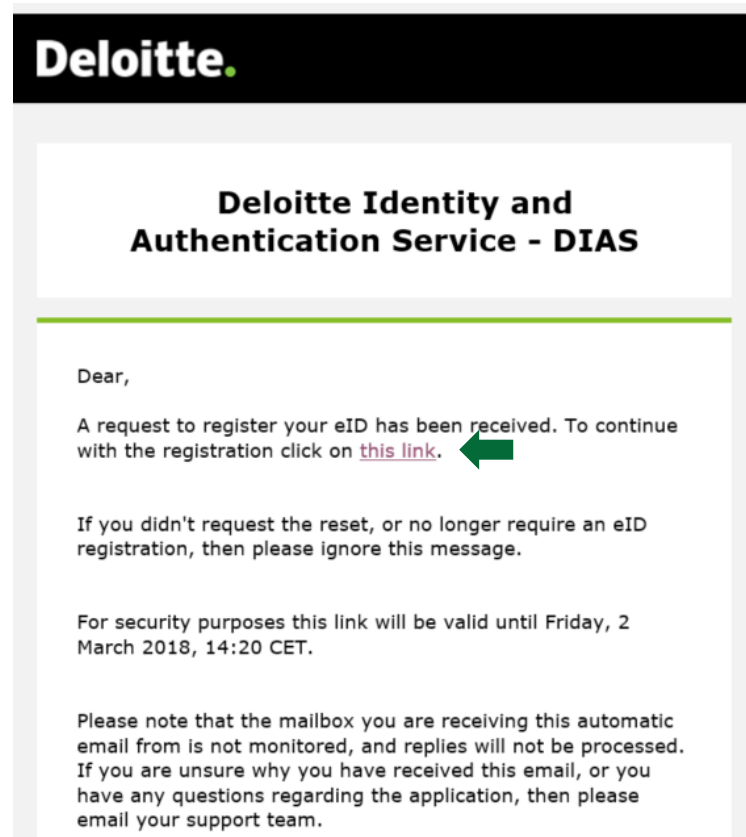 Deloitte.
Deloitte Identity and
Authentication Service - DIAS
Dear,
A request to register your eID has been received. To continue
with the registration click on this link.
If you didn't request the reset, or no longer require an eID
registration, then please ignore this message.
For security purposes this link will be valid until Friday, 2
March 2018, 14:20 CET.
Please note that the mailbox you are receiving this automatic
email from is not monitored, and replies will not be processed.
If you are unsure why you have received this email, or you
have any questions regarding the application, then please
email your support team.